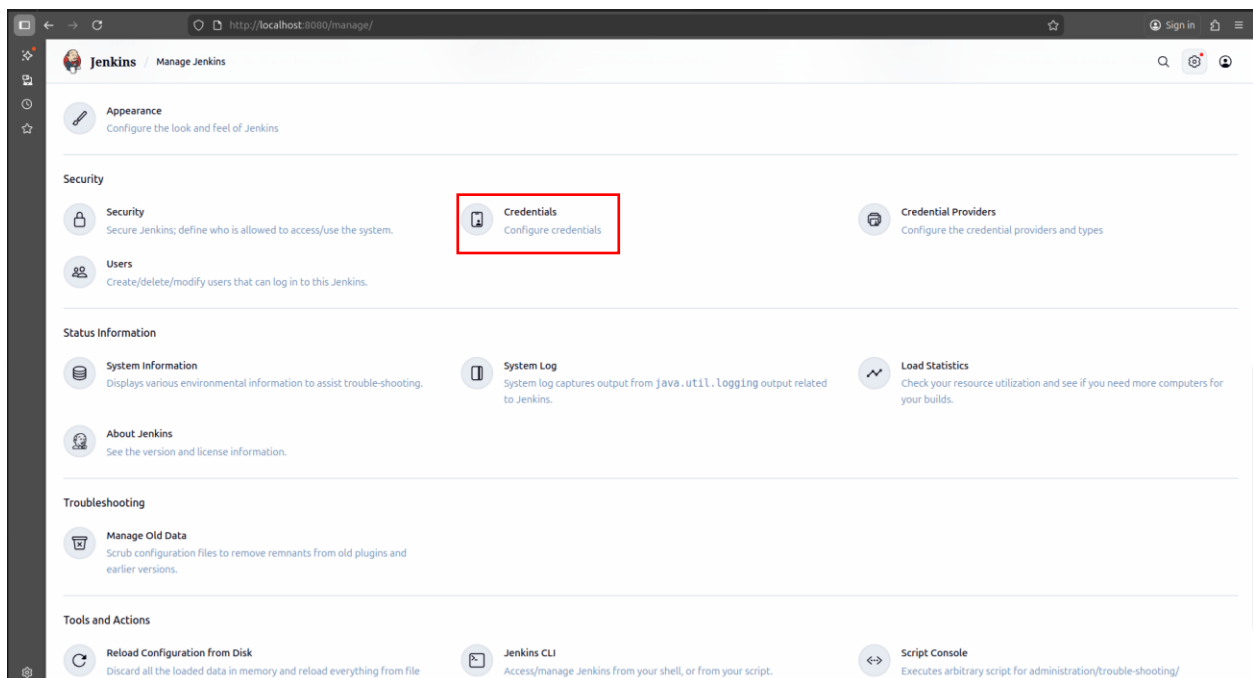 http://localhost:8080/manage/
Sign in
Jenkins / Manage Jenkins
Appearance
Configure the look and feel of Jenkins
Security
Security
Secure Jenkins; define who is allowed to access/use the system.
Credentials
Configure credentials
Credential Providers
Configure the credential providers and types
Users
Create/delete/modify users that can log in to this Jenkins.
Status Information
System Information
Displays various environmental information to assist trouble-shooting.
System Log
System log captures output from java.util.logging output related
to Jenkins.
Load Statistics
Check your resource utilization and see if you need more computers for
your builds.
About Jenkins
See the version and license information.
Troubleshooting
Manage Old Data
Scrub configuration files to remove remnants from old plugins and
earlier versions.
Tools and Actions
Reload Configuration from Disk
Discard all the loaded data in memory and reload everything from file
Jenkins CLI
Access/manage Jenkins from your shell, or from your script.
Script Console
Executes arbitrary script for administration/trouble-shooting/